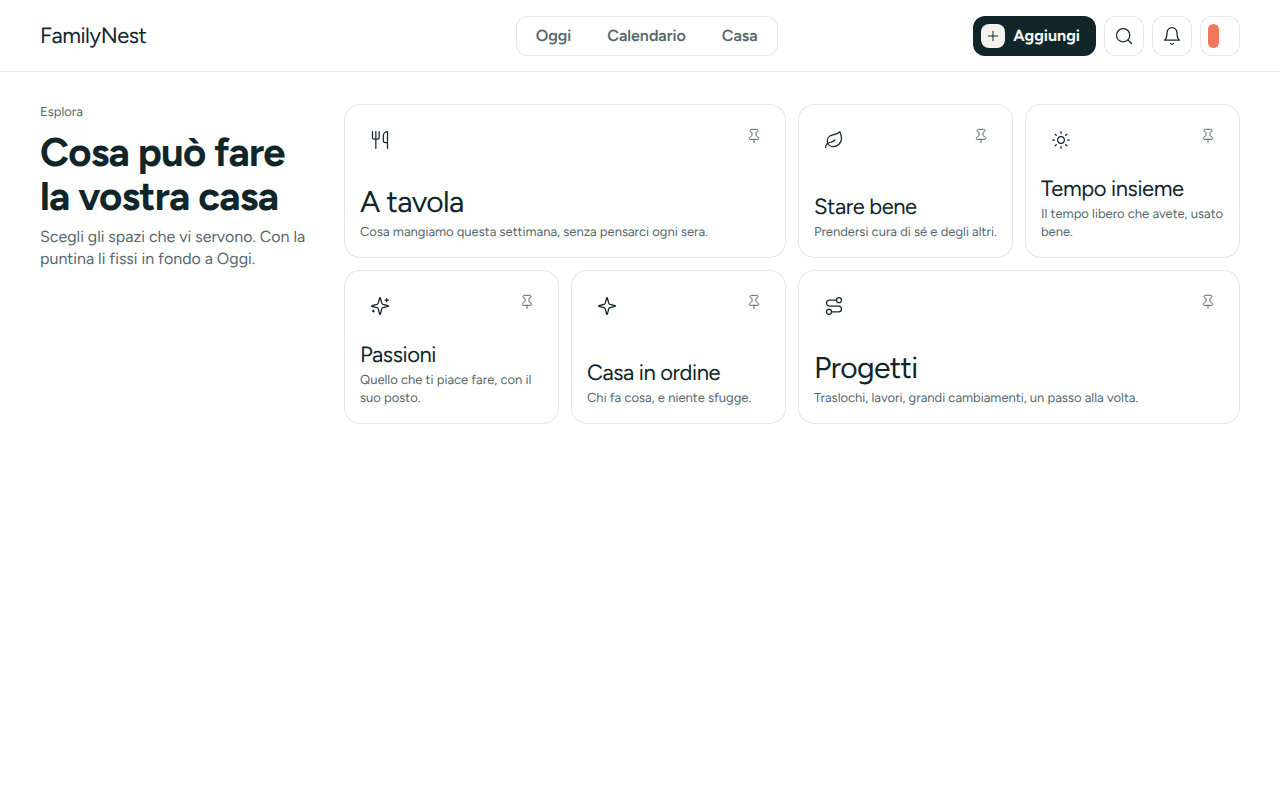 FamilyNest
Oggi
Calendario
Casa
Aggiungi
Esplora
Cosa può fare
la vostra casa
Scegli gli spazi che vi servono. Con la
puntina li fissi in fondo a Oggi.
A tavola
Cosa mangiamo questa settimana, senza pensarci ogni sera.
Stare bene
Prendersi cura di sé e degli altri.
Tempo insieme
Il tempo libero che avete, usato
bene.
Passioni
Quello che ti piace fare, con il
suo posto.
Casa in ordine
Chi fa cosa, e niente sfugge.
Progetti
Traslochi, lavori, grandi cambiamenti, un passo alla volta.